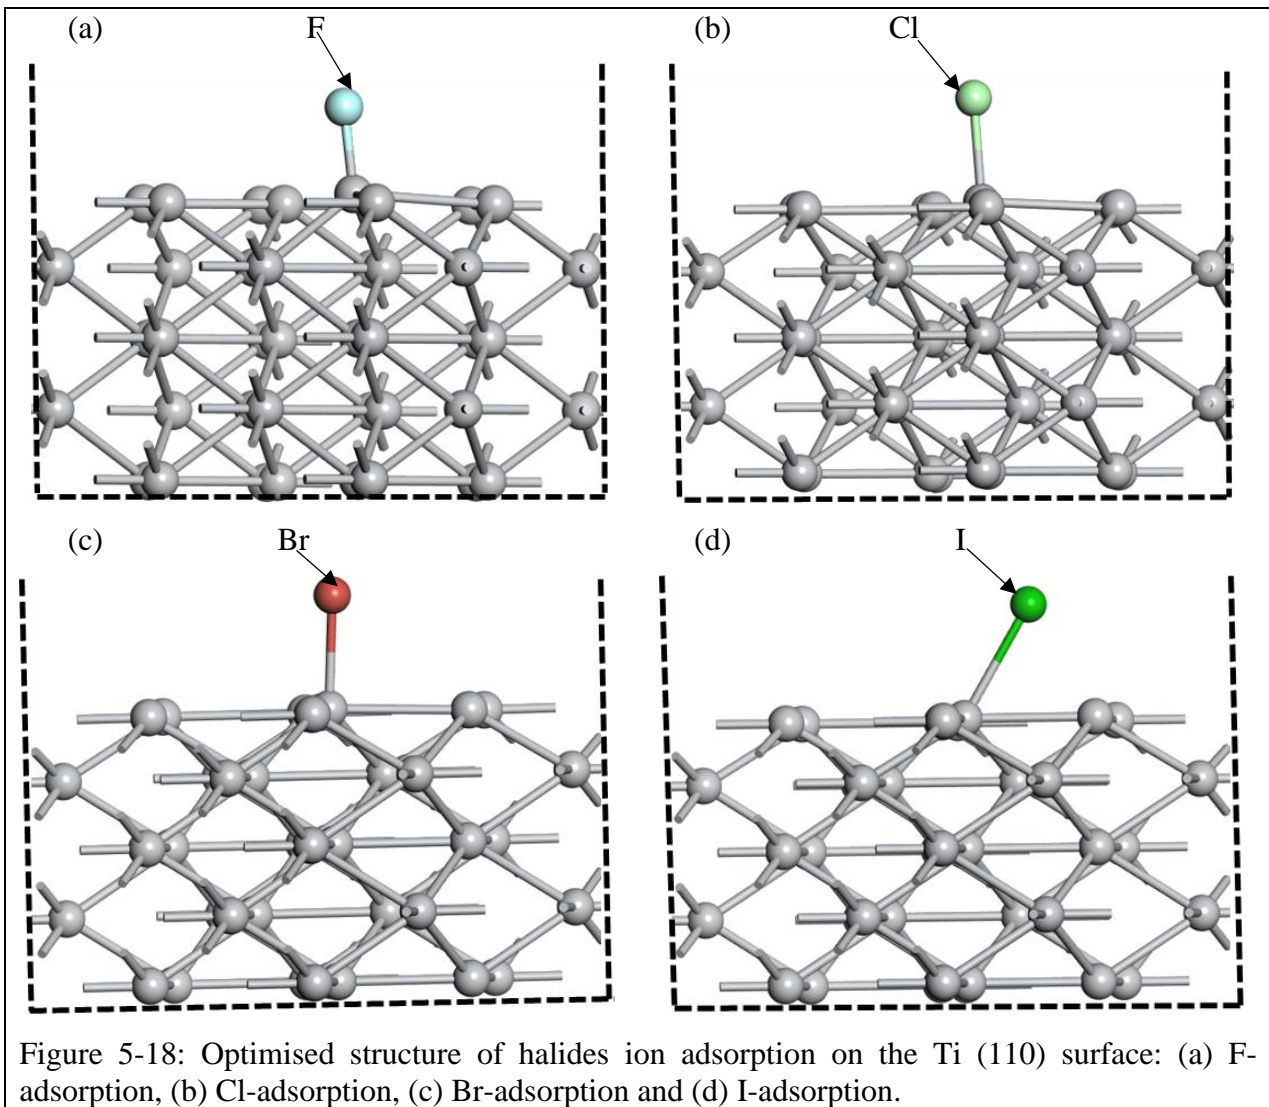 (a) F
(b) Cl
(c) Br
(d) I
Figure 5-18: Optimised structure of halides ion adsorption on the Ti (110) surface: (a) F-
adsorption, (b) Cl-adsorption, (c) Br-adsorption and (d) I-adsorption.